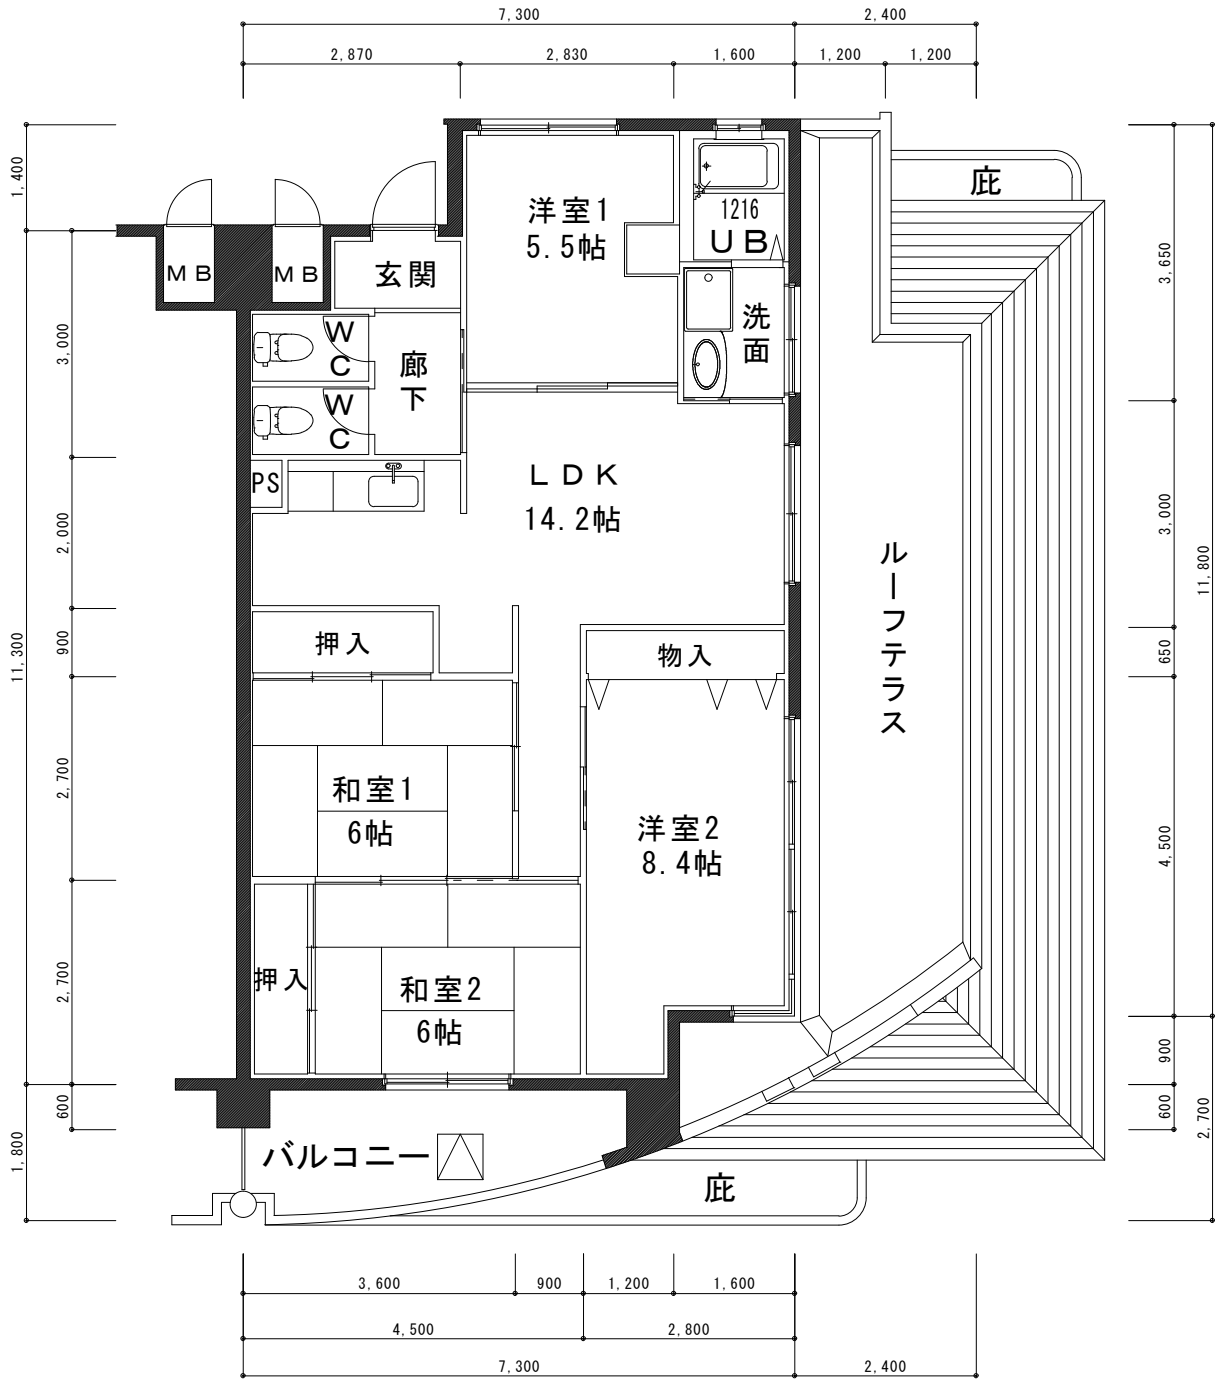 7,300
2,400
2,870
2,830
1,600
1,200
1,200
1,400
11,300
1,800
3,000
2,000
900
2,700
2,700
600
庇
洋室1
5.5帖
1216
UB
MB
MB
玄関
洗面
WC
WC
廊下
PS
LDK
14.2帖
ルーフテラス
押入
物入
和室1
6帖
洋室2
8.4帖
押入
和室2
6帖
バルコニー
庇
3,650
3,000
650
4,500
900
600
11,800
2,700
3,600
900
1,200
1,600
4,500
2,800
7,300
2,400